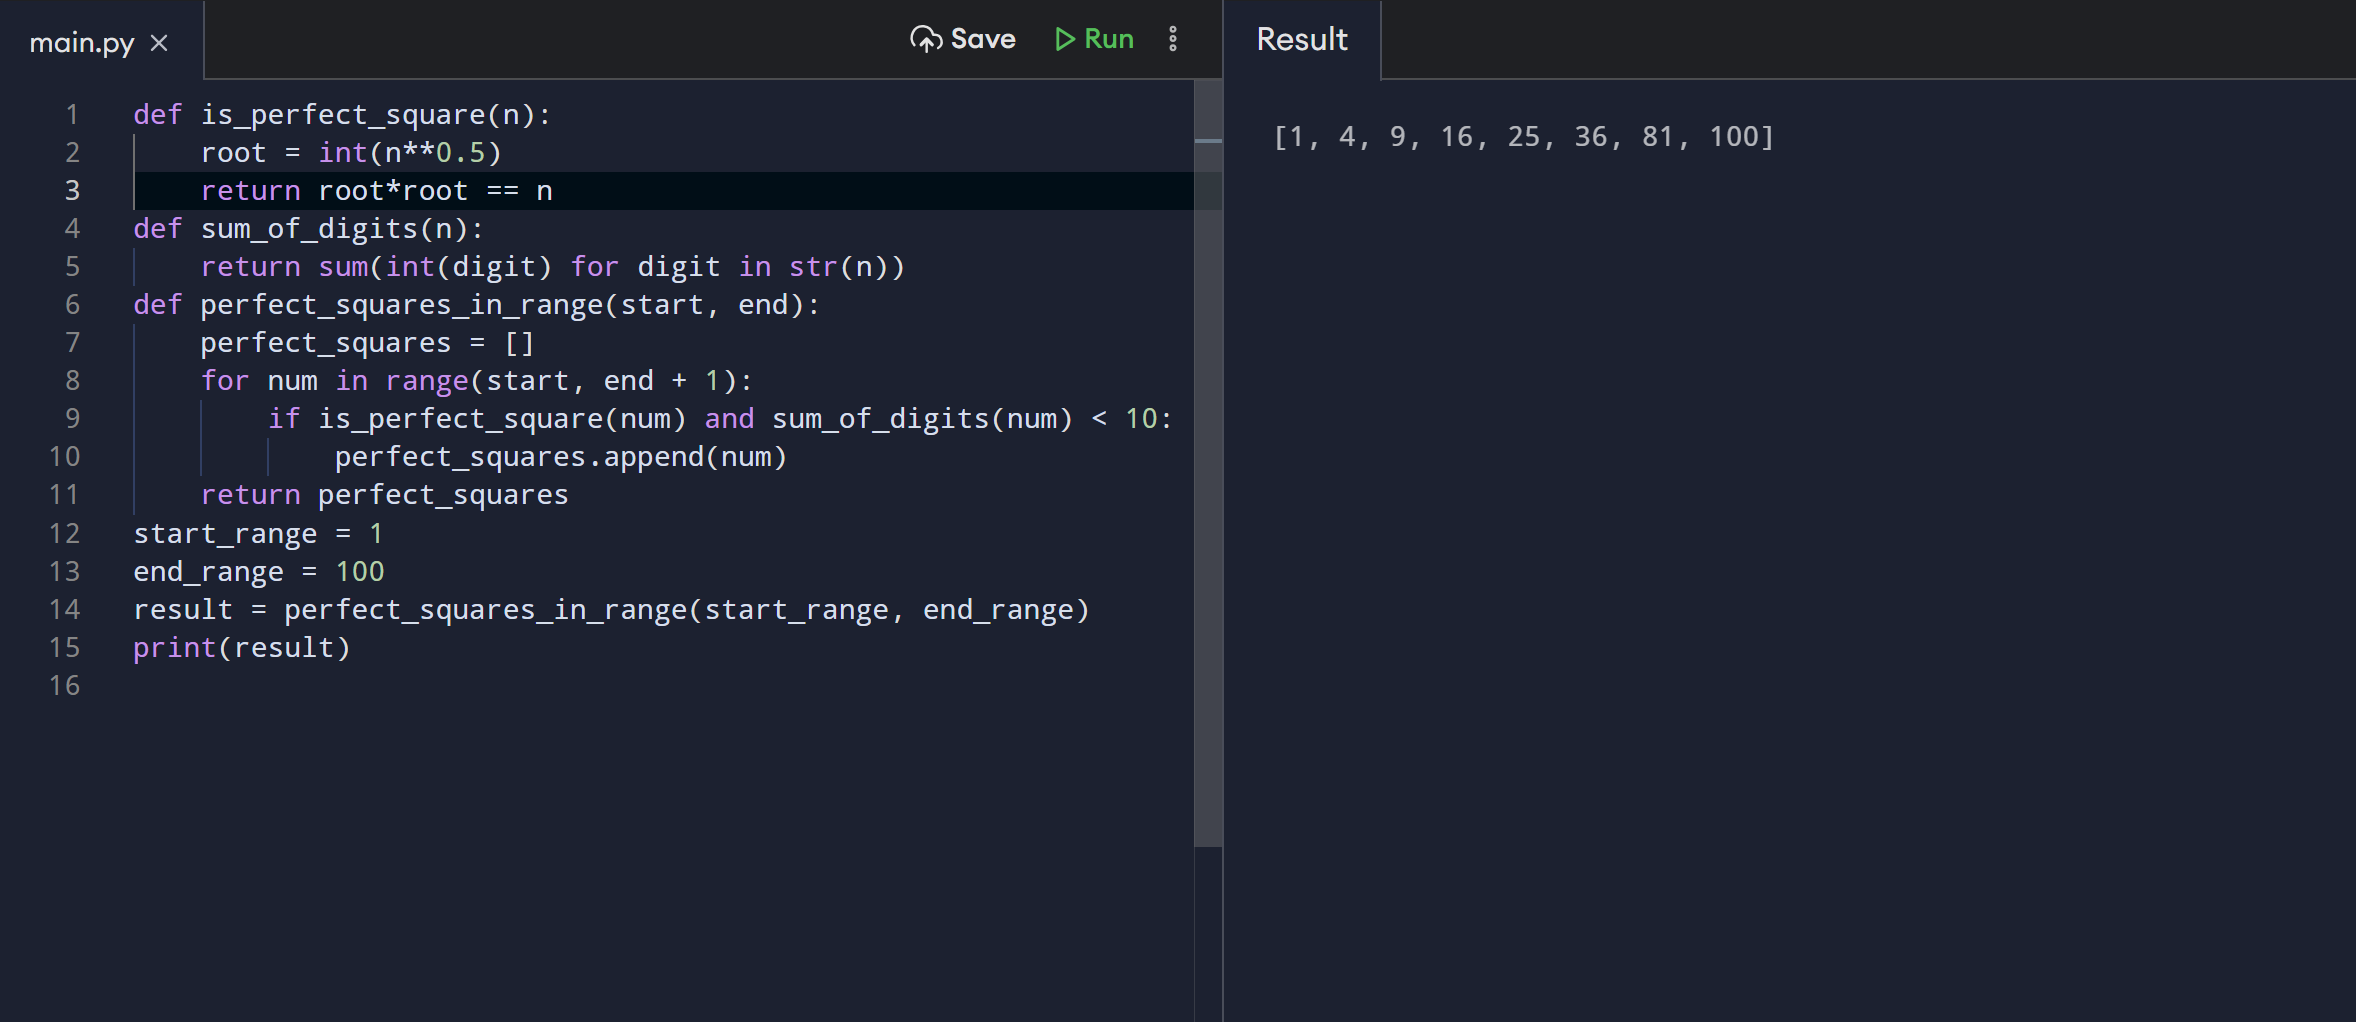 main.py ×
Save
Run
Result
1 def is_perfect_square(n):
2     root = int(n**0.5)
3     return root*root == n
4 def sum_of_digits(n):
5     return sum(int(digit) for digit in str(n))
6 def perfect_squares_in_range(start, end):
7     perfect_squares = []
8     for num in range(start, end + 1):
9         if is_perfect_square(num) and sum_of_digits(num) < 10:
10             perfect_squares.append(num)
11     return perfect_squares
12 start_range = 1
13 end_range = 100
14 result = perfect_squares_in_range(start_range, end_range)
15 print(result)
16
[1, 4, 9, 16, 25, 36, 81, 100]